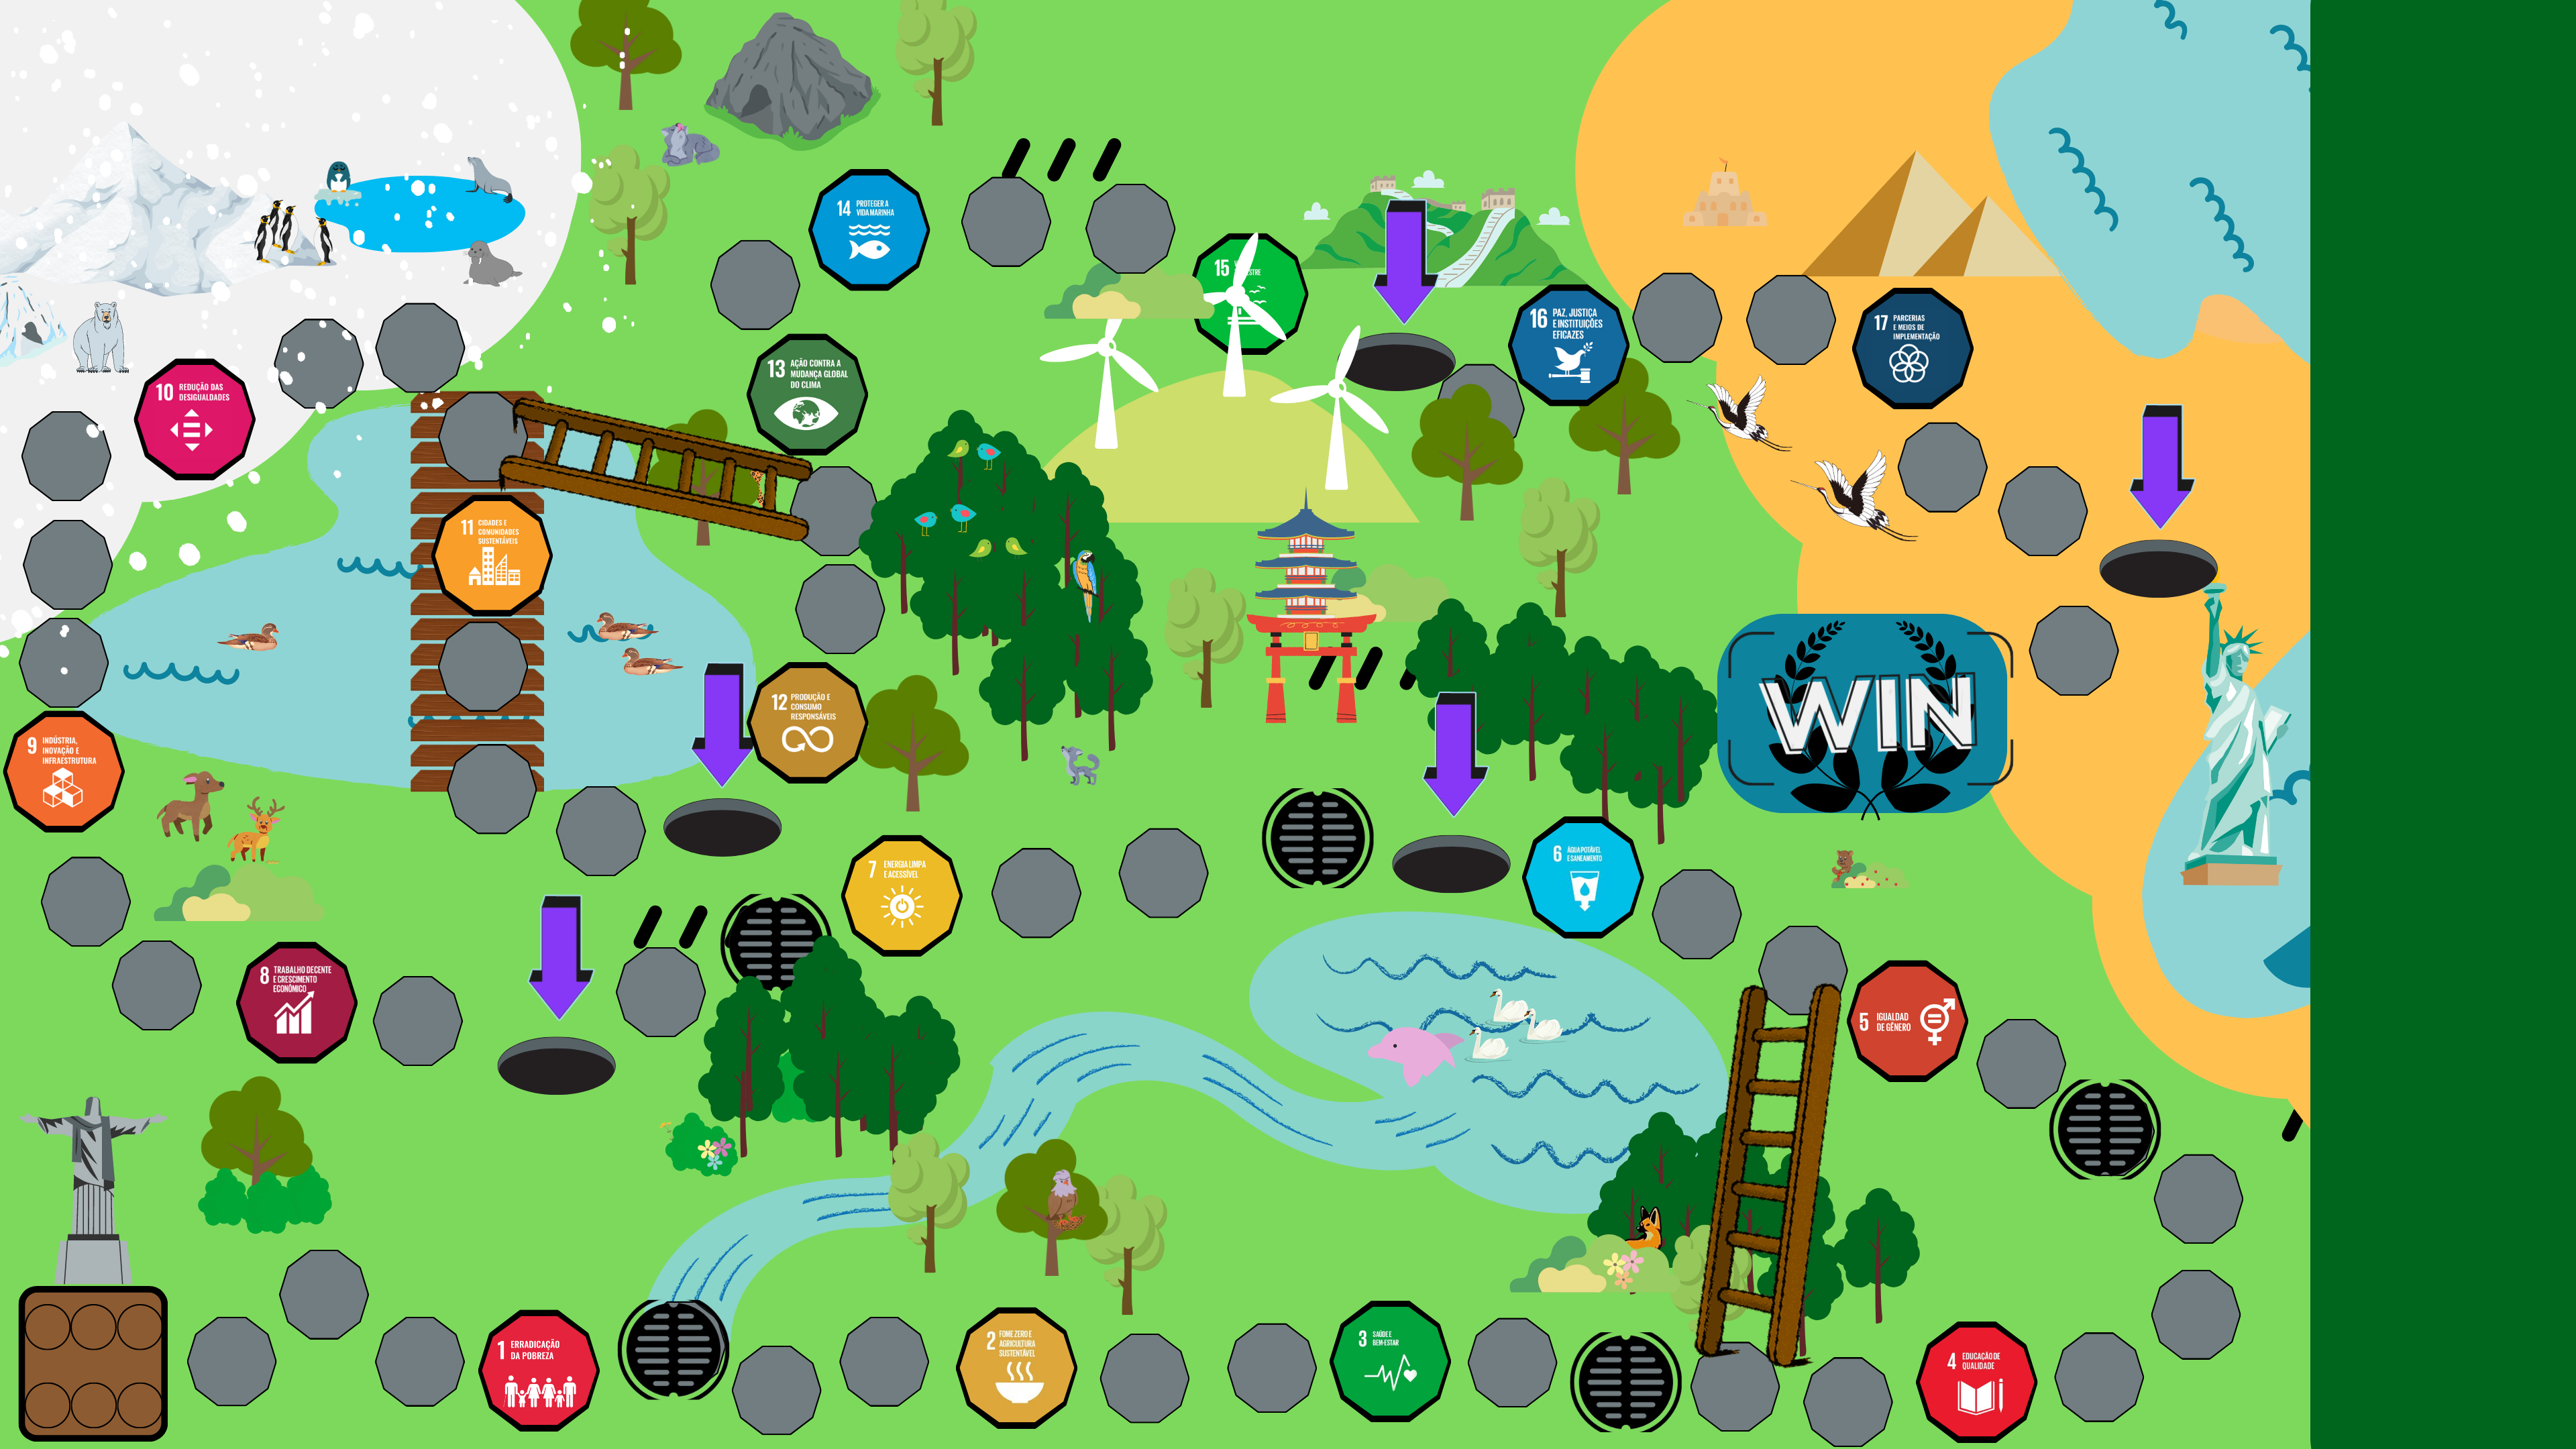 14 PROTEGER A
VIDA MARINHA
15
16 PAZ, JUSTIÇA
E INSTITUIÇÕES
EFICAZES
17 PARCERIAS
E MEIOS DE
IMPLEMENTAÇÃO
13 AÇÃO CONTRA A
MUDANÇA GLOBAL
DO CLIMA
10 REDUÇÃO DAS
DESIGUALDADES
11 CIDADES E
COMUNIDADES
SUSTENTÁVEIS
12 PRODUÇÃO E
CONSUMO
RESPONSÁVEIS
WIN
9 INDÚSTRIA,
INOVAÇÃO E
INFRAESTRUTURA
7 ENERGIA LIMPA
E ACESSÍVEL
6 ÁGUA POTÁVEL
E SANEAMENTO
8 TRABALHO DECENTE
E CRESCIMENTO
ECONÔMICO
5 IGUALDAD
DE GÊNERO
1 ERRADICAÇÃO
DA POBREZA
2 FOME ZERO E
AGRICULTURA
SUSTENTÁVEL
3 SAÚDE E
BEM-ESTAR
4 EDUCAÇÃO DE
QUALIDADE